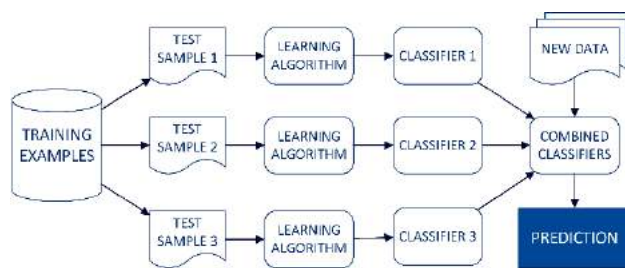 TEST
SAMPLE 1
LEARNING
ALGORITHM
CLASSIFIER 1
NEW DATA
TRAINING
EXAMPLES
TEST
SAMPLE 2
LEARNING
ALGORITHM
CLASSIFIER 2
COMBINED
CLASSIFIERS
TEST
SAMPLE 3
LEARNING
ALGORITHM
CLASSIFIER 3
PREDICTION